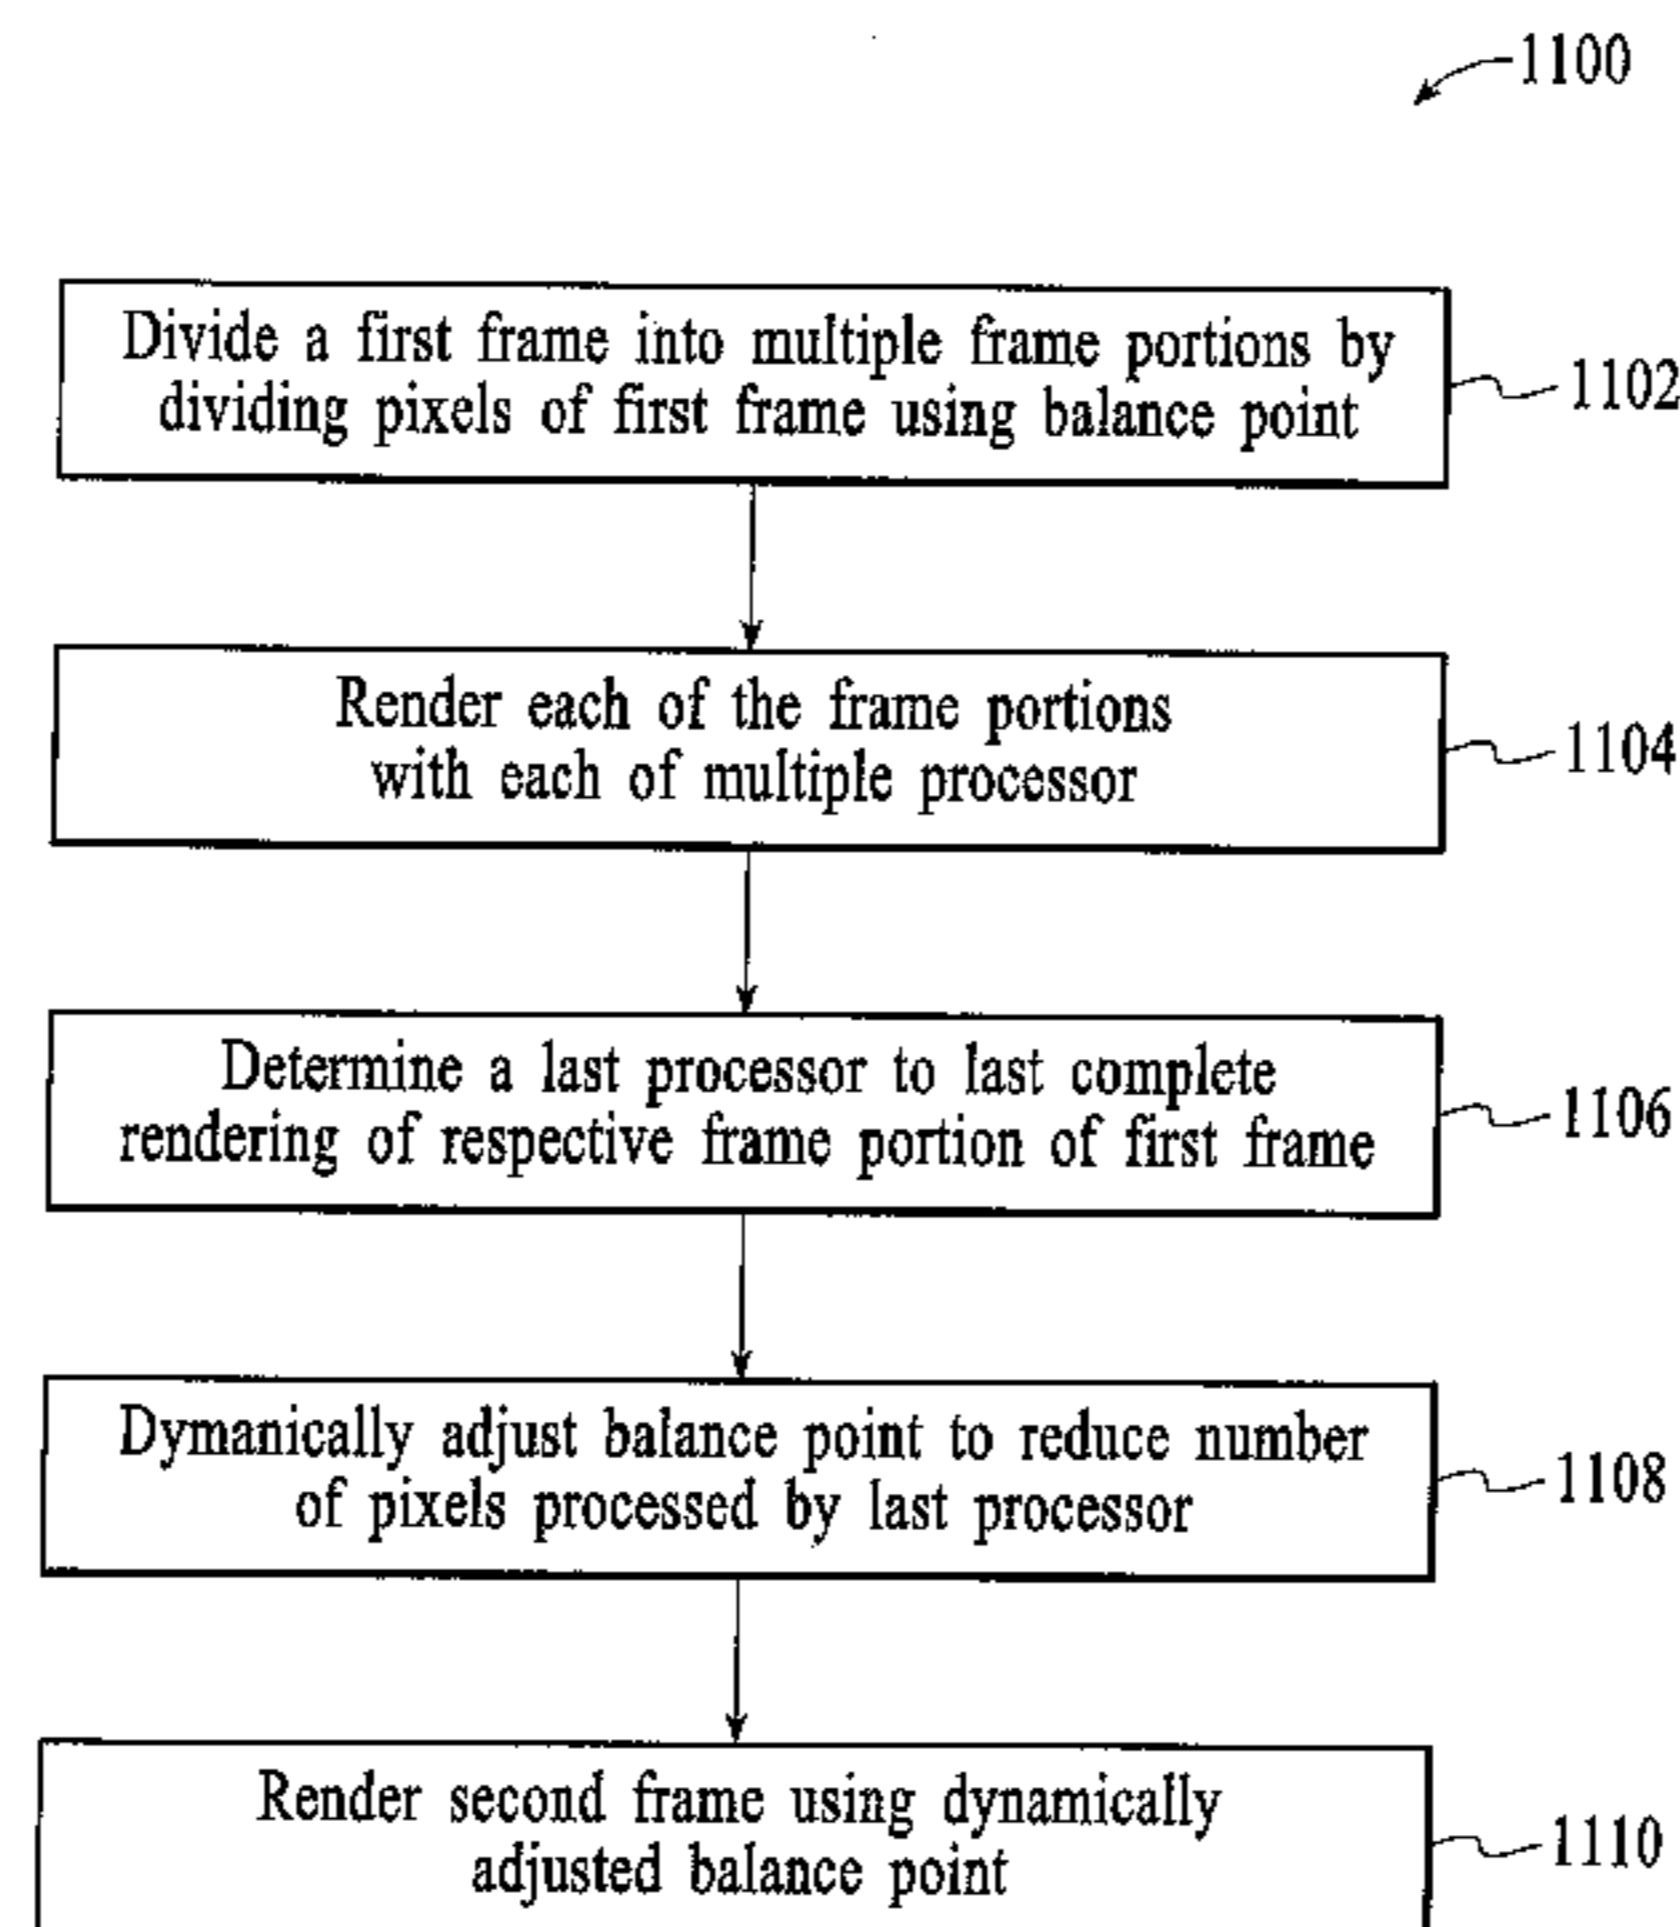 1100
Divide a first frame into multiple frame portions by
dividing pixels of first frame using balance point
1102
Render each of the frame portions
with each of multiple processor
1104
Determine a last processor to last complete
rendering of respective frame portion of first frame
1106
Dymanically adjust balance point to reduce number
of pixels processed by last processor
1108
Render second frame using dynamically
adjusted balance point
1110